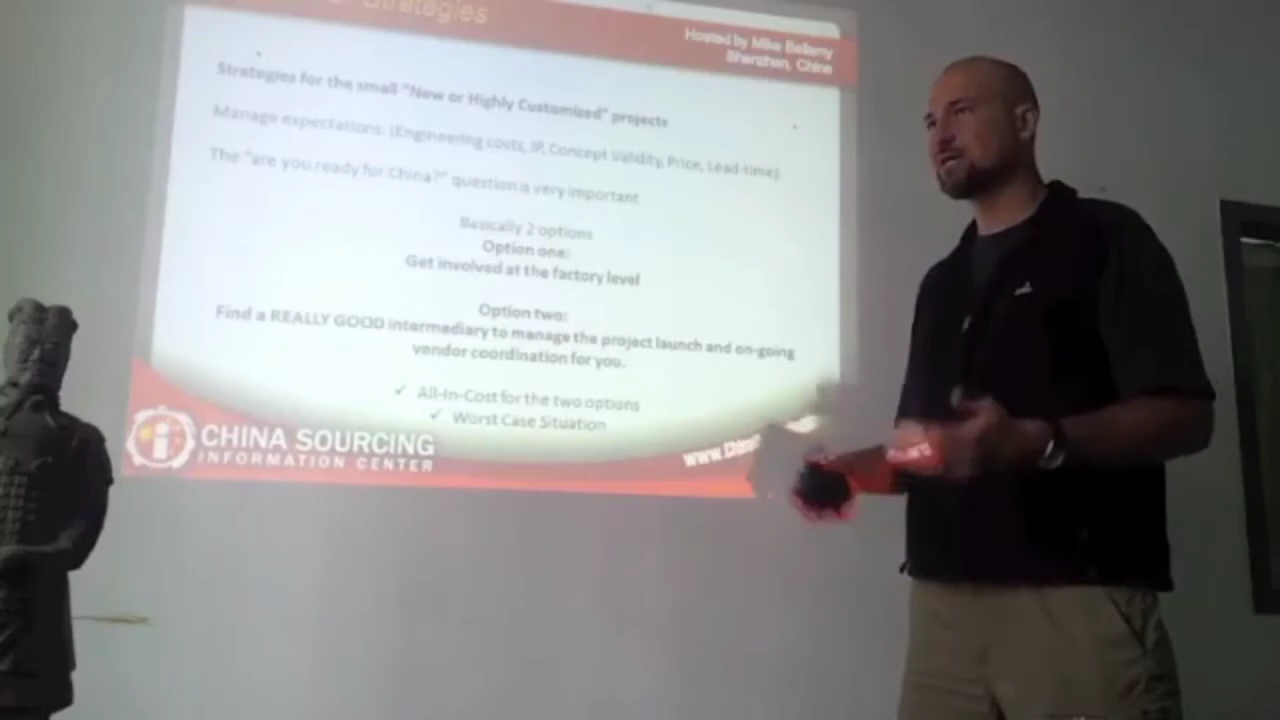 Strategies
Hosted by Mike Bellamy
Shenzhen, China
Strategies for the small "New or Highly Customized" projects
Manage expectations. (Engineering costs, IP, Concept Validity, Price, Lead-time)
The "are you ready for China?" question is very important
Basically 2 options
Option one:
Get involved at the factory level
Option two:
Find a REALLY GOOD intermediary to manage the project launch and on-going
vendor coordination for you.
✓ All-In-Cost for the two options
✓ Worst Case Situation
CHINA SOURCING
INFORMATION CENTER
www.China